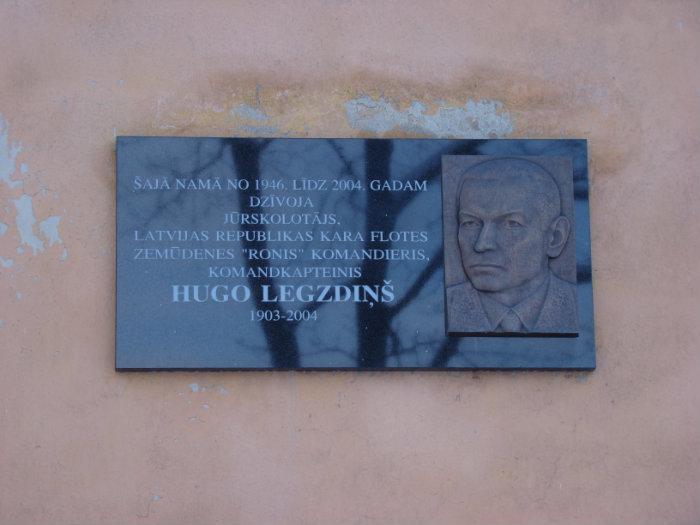 ŠAJĀ NAMĀ NO 1946. LĪDZ 2004. GADAM
DZĪVOJA
JŪRSKOLOTĀJS,
LATVIJAS REPUBLIKAS KARA FLOTES
ZEMŪDENES "RONIS" KOMANDIERIS,
KOMANDKAPTEINIS
HUGO LEGZDIŅŠ
1903-2004